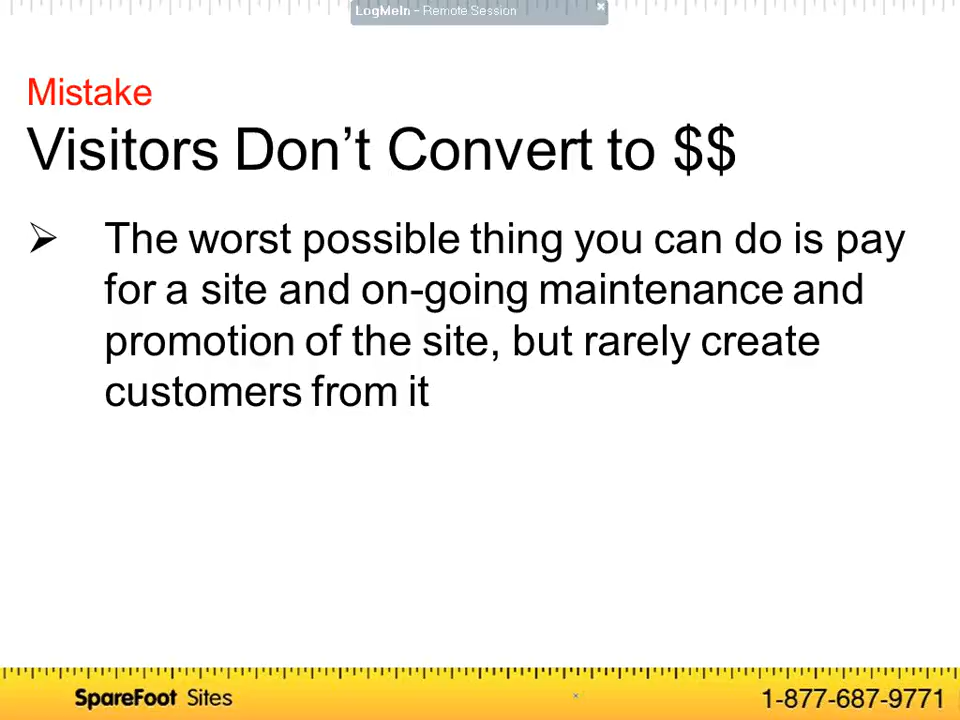 LogMeIn - Remote Session
Mistake
Visitors Don’t Convert to $$
➢ The worst possible thing you can do is pay
for a site and on-going maintenance and
promotion of the site, but rarely create
customers from it
SpareFoot Sites
1-877-687-9771